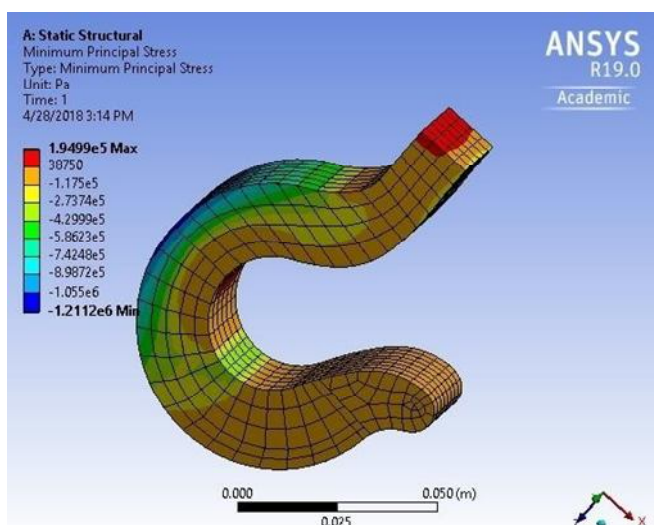 A: Static Structural
Minimum Principal Stress
Type: Minimum Principal Stress
Unit: Pa
Time: 1
4/28/2018 3:14 PM
ANSYS
R19.0
Academic
1.9499e5 Max
38750
-1.175e5
-2.7374e5
-4.2999e5
-5.8623e5
-7.4248e5
-8.9872e5
-1.055e6
-1.2112e6 Min
0.000
0.050 (m)
0.025
X